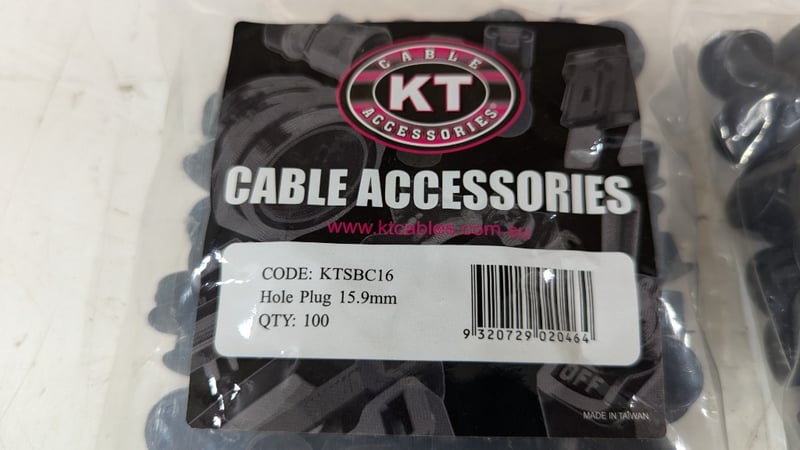 CABLE
KT
ACCESSORIES®
CABLE ACCESSORIES
www.ktcables.com.au
CODE: KTSBC16
Hole Plug 15.9mm
QTY: 100
9 320729 020464
OFF
MADE IN TAIWAN